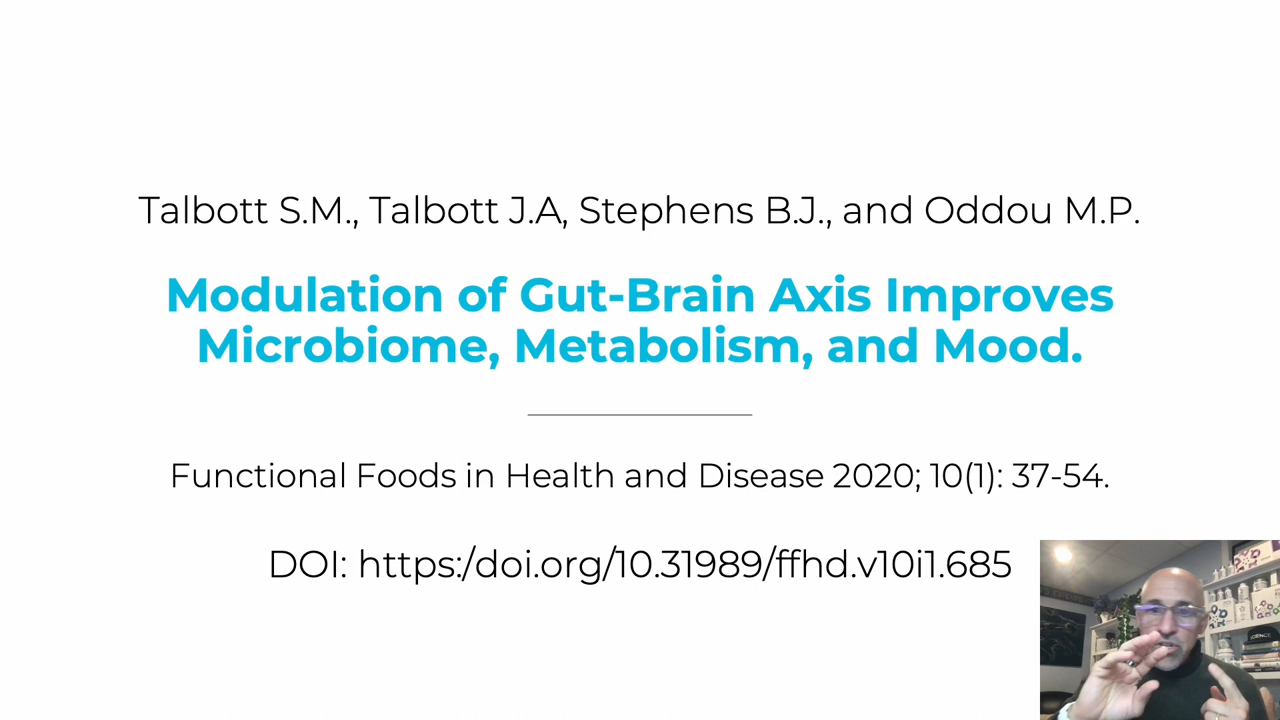 Talbott S.M., Talbott J.A, Stephens B.J., and Oddou M.P.
Modulation of Gut-Brain Axis Improves
Microbiome, Metabolism, and Mood.
Functional Foods in Health and Disease 2020; 10(1): 37-54.
DOI: https:/doi.org/10.31989/ffhd.v10i1.685
SCIENCE